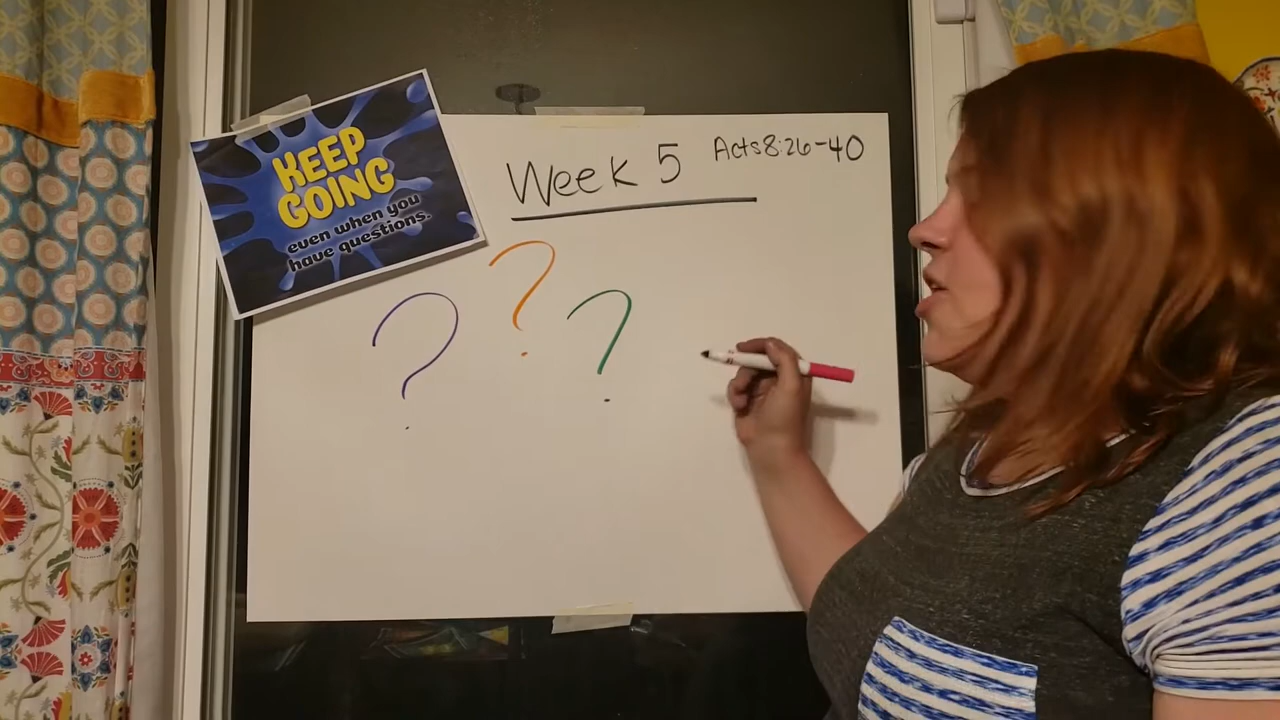 KEEP
GOING
even when you
have questions.
Week 5
Acts 8:26-40
?
?
?